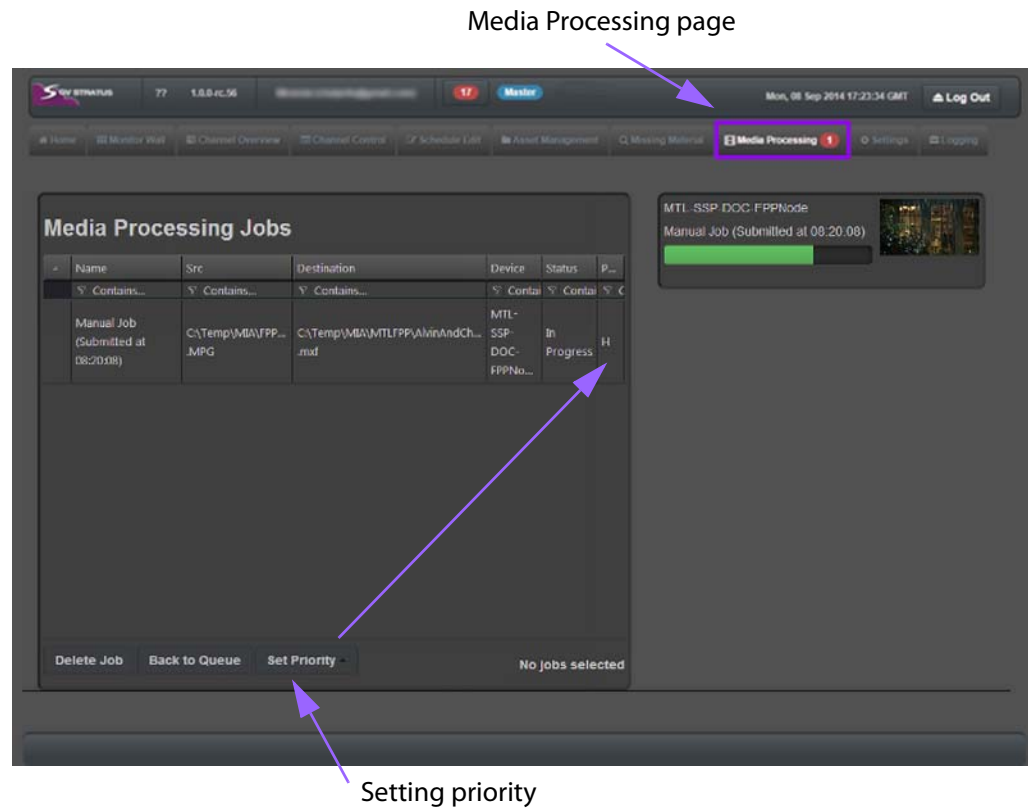 Media Processing page
GV STRATUS ?? 1.0.0-rc.56 17 Master Mon, 08 Sep 2014 17:23:34 GMT Log Out
Home Monitor Wall Channel Overview Channel Control Schedule Edit Asset Management Missing Material Media Processing 1 Settings Logging
Media Processing Jobs
Name Src Destination Device Status P...
Contains... Contains... Contains... Contai Contai C
Manual Job
(Submitted at
08:20:08)
C:\Temp\MIA\FPP...
.MPG
C:\Temp\MIA\MTLFPP\AlvinAndCh...
.mxf
MTL-
SSP-
DOC-
FPPNo...
In
Progress
H
Delete Job Back to Queue Set Priority No jobs selected
MTL-SSP-DOC-FPPNode
Manual Job (Submitted at 08:20:08)
Setting priority